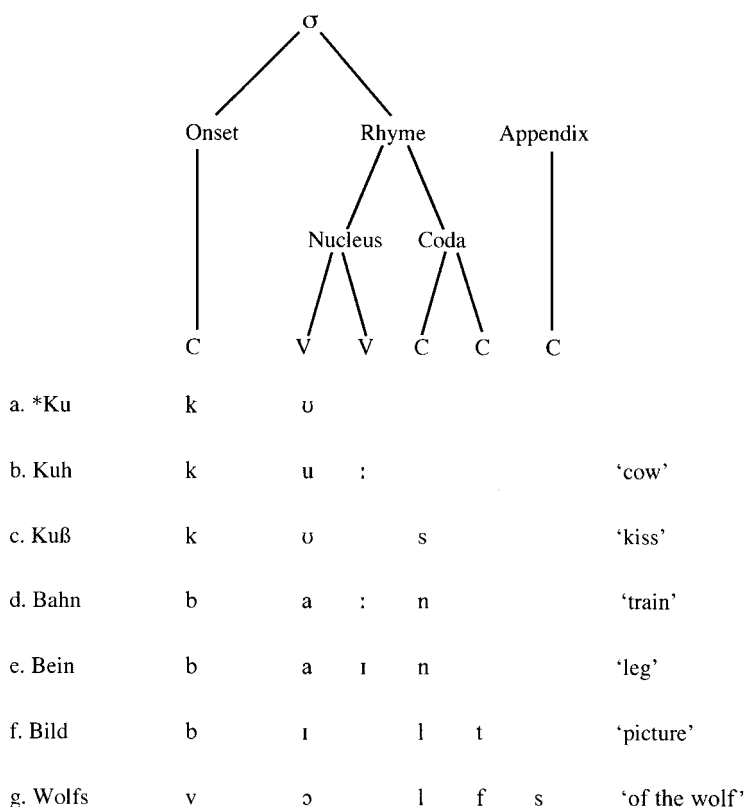 σ
Onset Rhyme Appendix
Nucleus Coda
C V V C C C
a. *Ku k ʊ
b. Kuh k u : ‘cow’
c. Kuß k ʊ s ‘kiss’
d. Bahn b a : n ‘train’
e. Bein b a ɪ n ‘leg’
f. Bild b ɪ l t ‘picture’
g. Wolfs v ɔ l f s ‘of the wolf’